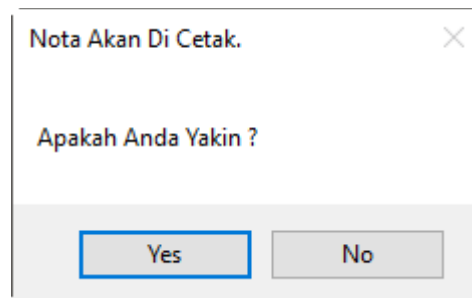 Nota Akan Di Cetak.
Apakah Anda Yakin ?
Yes No